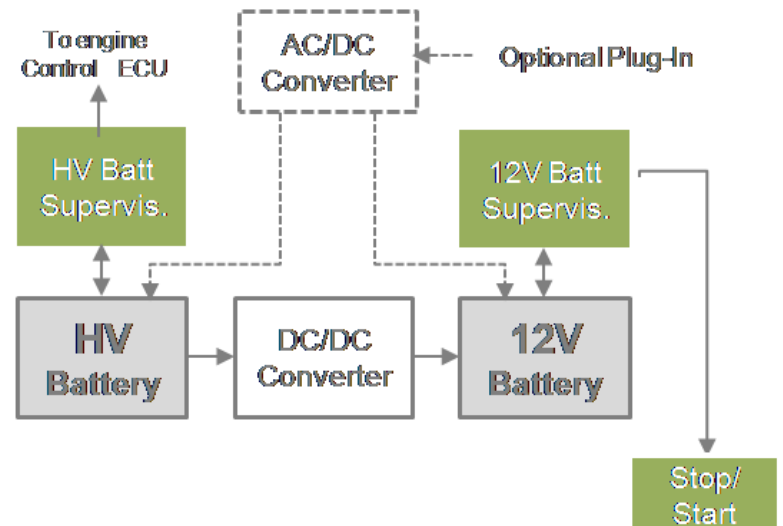 To engine
Control ECU
AC/DC
Converter
Optional Plug-In
HV Batt
Supervis.
12V Batt
Supervis.
HV
Battery
DC/DC
Converter
12V
Battery
Stop/
Start